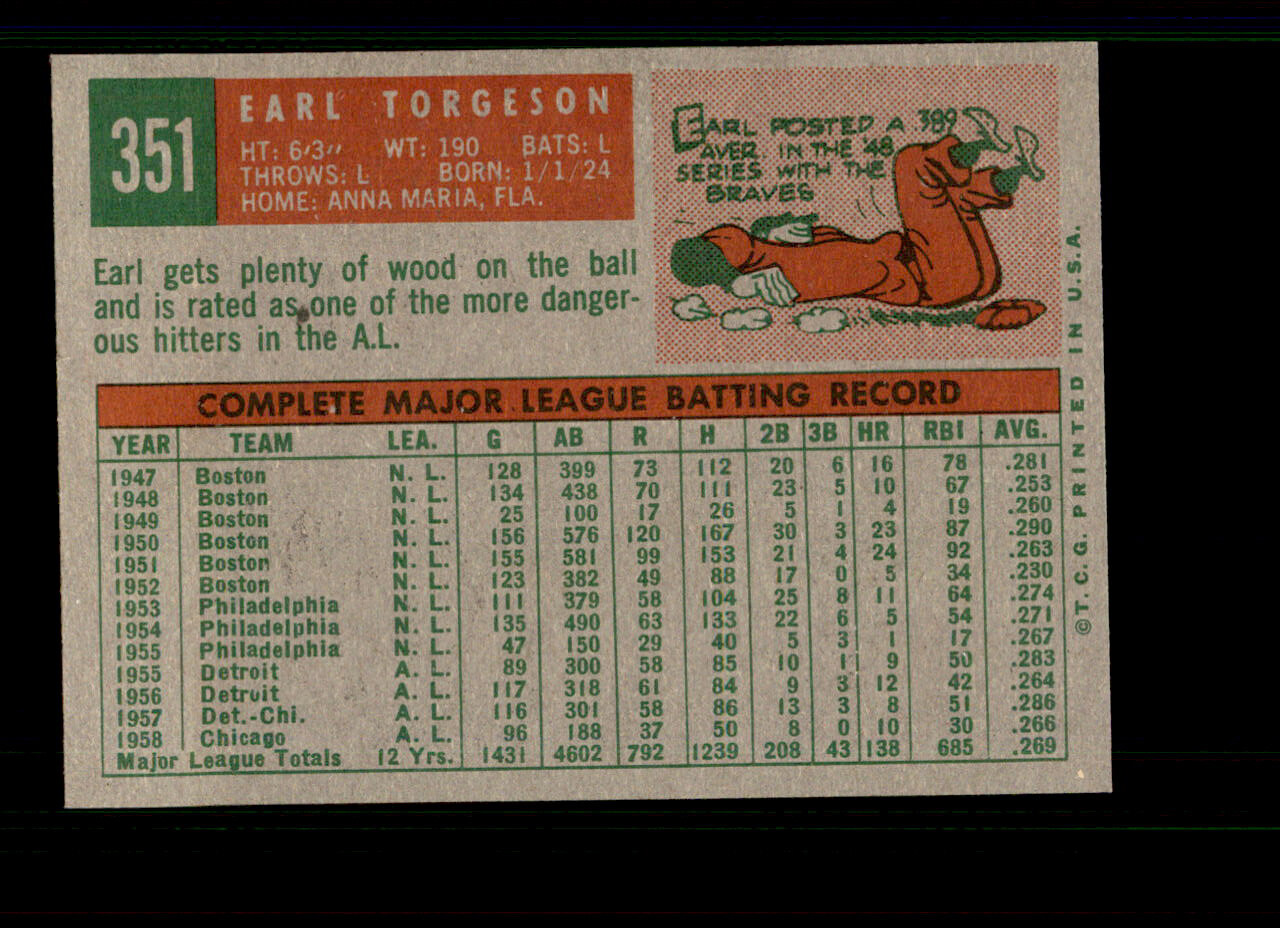 351
EARL TORGESON
HT: 6'3" WT: 190 BATS: L
THROWS: L BORN: 1/1/24
HOME: ANNA MARIA, FLA.
EARL POSTED A 389
AVER IN THE '48
SERIES WITH THE
BRAVES
Earl gets plenty of wood on the ball
and is rated as one of the more danger-
ous hitters in the A.L.
COMPLETE MAJOR LEAGUE BATTING RECORD
YEAR TEAM LEA. G AB R H 2B 3B HR RBI AVG.
1947 Boston N. L. 128 399 73 112 20 6 16 78 .281
1948 Boston N. L. 134 438 70 111 23 5 10 67 .253
1949 Boston N. L. 25 100 17 26 5 1 4 19 .260
1950 Boston N. L. 156 576 120 167 30 3 23 87 .290
1951 Boston N. L. 155 581 99 153 21 4 24 92 .263
1952 Boston N. L. 123 382 49 88 17 0 5 34 .230
1953 Philadelphia N. L. 111 379 58 104 25 8 11 64 .274
1954 Philadelphia N. L. 135 490 63 133 22 6 5 54 .271
1955 Philadelphia N. L. 47 150 29 40 5 3 1 17 .267
1955 Detroit A. L. 89 300 58 85 10 1 9 50 .283
1956 Detroit A. L. 117 318 61 84 9 3 12 42 .264
1957 Det.-Chi. A. L. 116 301 58 86 13 3 8 51 .286
1958 Chicago A. L. 96 188 37 50 8 0 10 30 .266
Major League Totals 12 Yrs. 1431 4602 792 1239 208 43 138 685 .269
© T. C. G. PRINTED IN U.S.A.